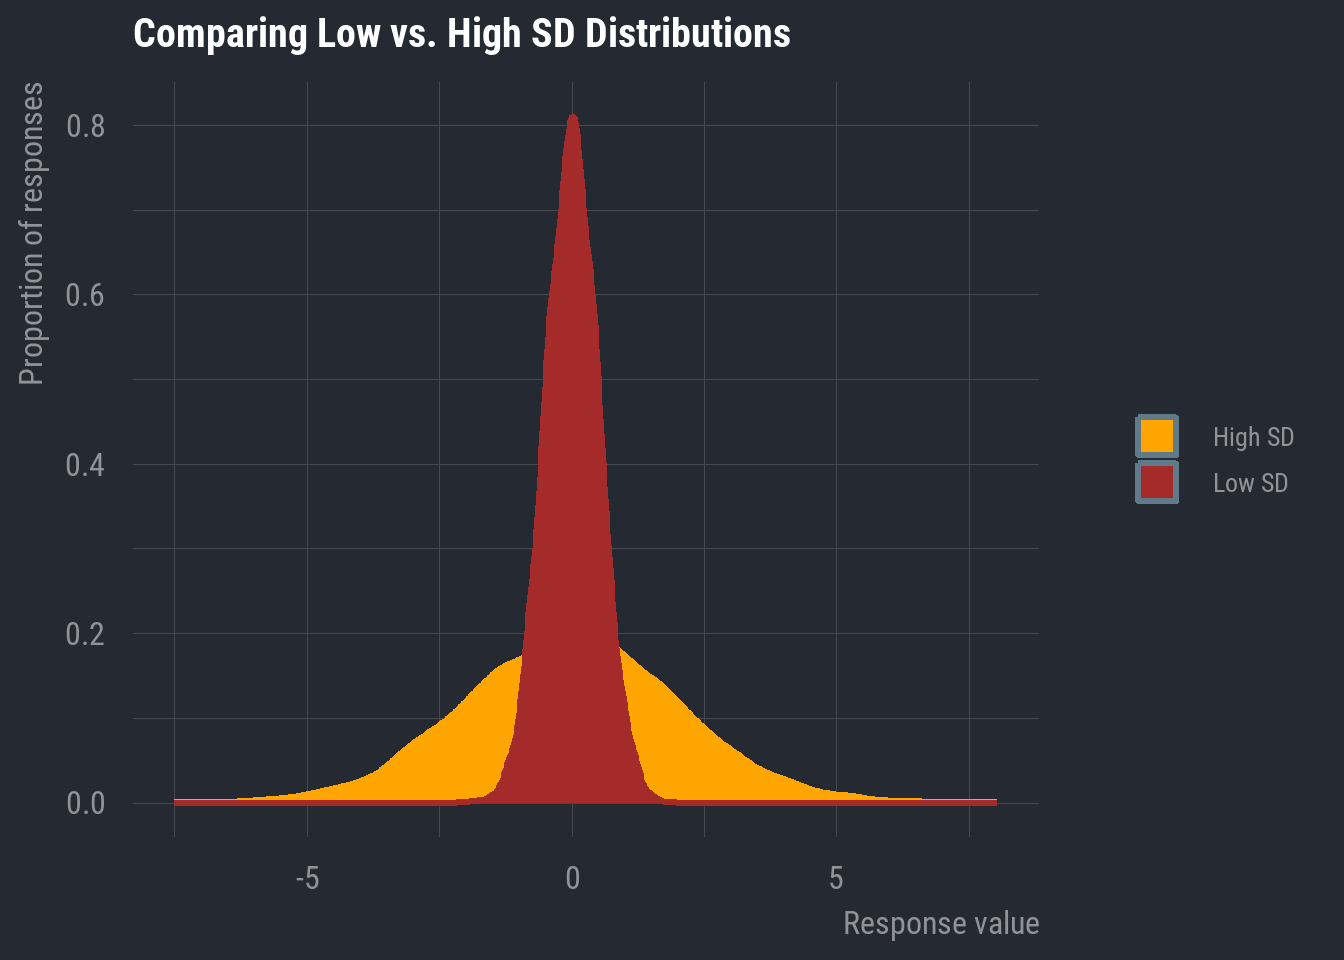 Comparing Low vs. High SD Distributions
Proportion of responses
0.8
0.6
0.4
0.2
0.0
-5
0
5
Response value
High SD
Low SD